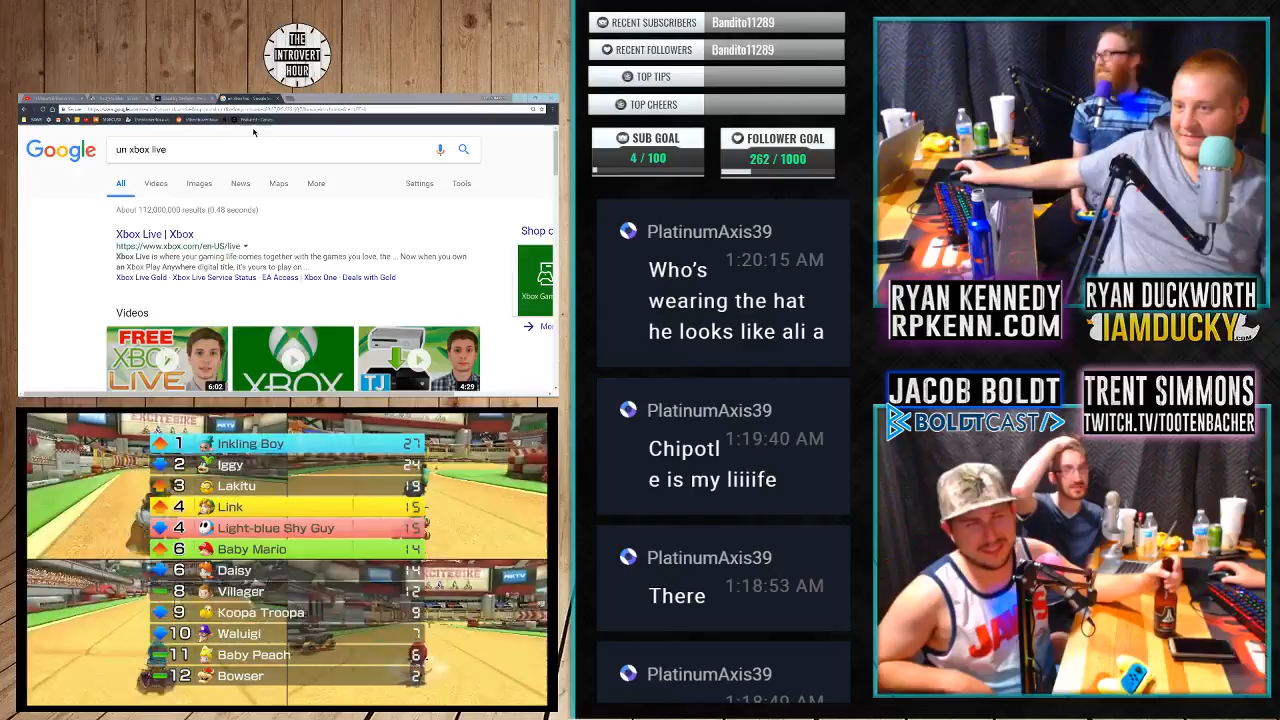 THE
INTROVERT
HOUR
Google
un xbox live
All Videos Images News Maps More Settings Tools
About 112,000,000 results (0.48 seconds)
Xbox Live | Xbox
https://www.xbox.com/en-US/live
Xbox Live is where your gaming life comes together with the games you love, the ... Now when you own
an Xbox Play Anywhere digital title, it's yours to play on ...
Xbox Live Gold · Xbox Live Service Status · EA Access | Xbox One · Deals with Gold
Shop
Xbox
Videos
FREE
XBOX
LIVE
6:02
XBOX
TJ
4:29
EXCITEBIKE
1 Inkling Boy 27
2 Iggy 24
3 Lakitu 19
4 Link 15
4 Light-blue Shy Guy 15
6 Baby Mario 14
6 Daisy 14
8 Villager 12
9 Koopa Troopa 9
10 Waluigi 7
11 Baby Peach 6
12 Bowser 2
RECENT SUBSCRIBERS Bandito11289
RECENT FOLLOWERS Bandito11289
TOP TIPS
TOP CHEERS
SUB GOAL
4 / 100
FOLLOWER GOAL
262 / 1000
PlatinumAxis39
1:20:15 AM
Who's
wearing the hat
he looks like ali a
PlatinumAxis39
1:19:40 AM
Chipotl
e is my liiiife
PlatinumAxis39
1:18:53 AM
There
PlatinumAxis39
RYAN KENNEDY
RPKENN.COM
RYAN DUCKWORTH
IAMDUCKY
.COM
JACOB BOLDT
BOLDTCAST
TRENT SIMMONS
TWITCH.TV/TOOTENBACHER